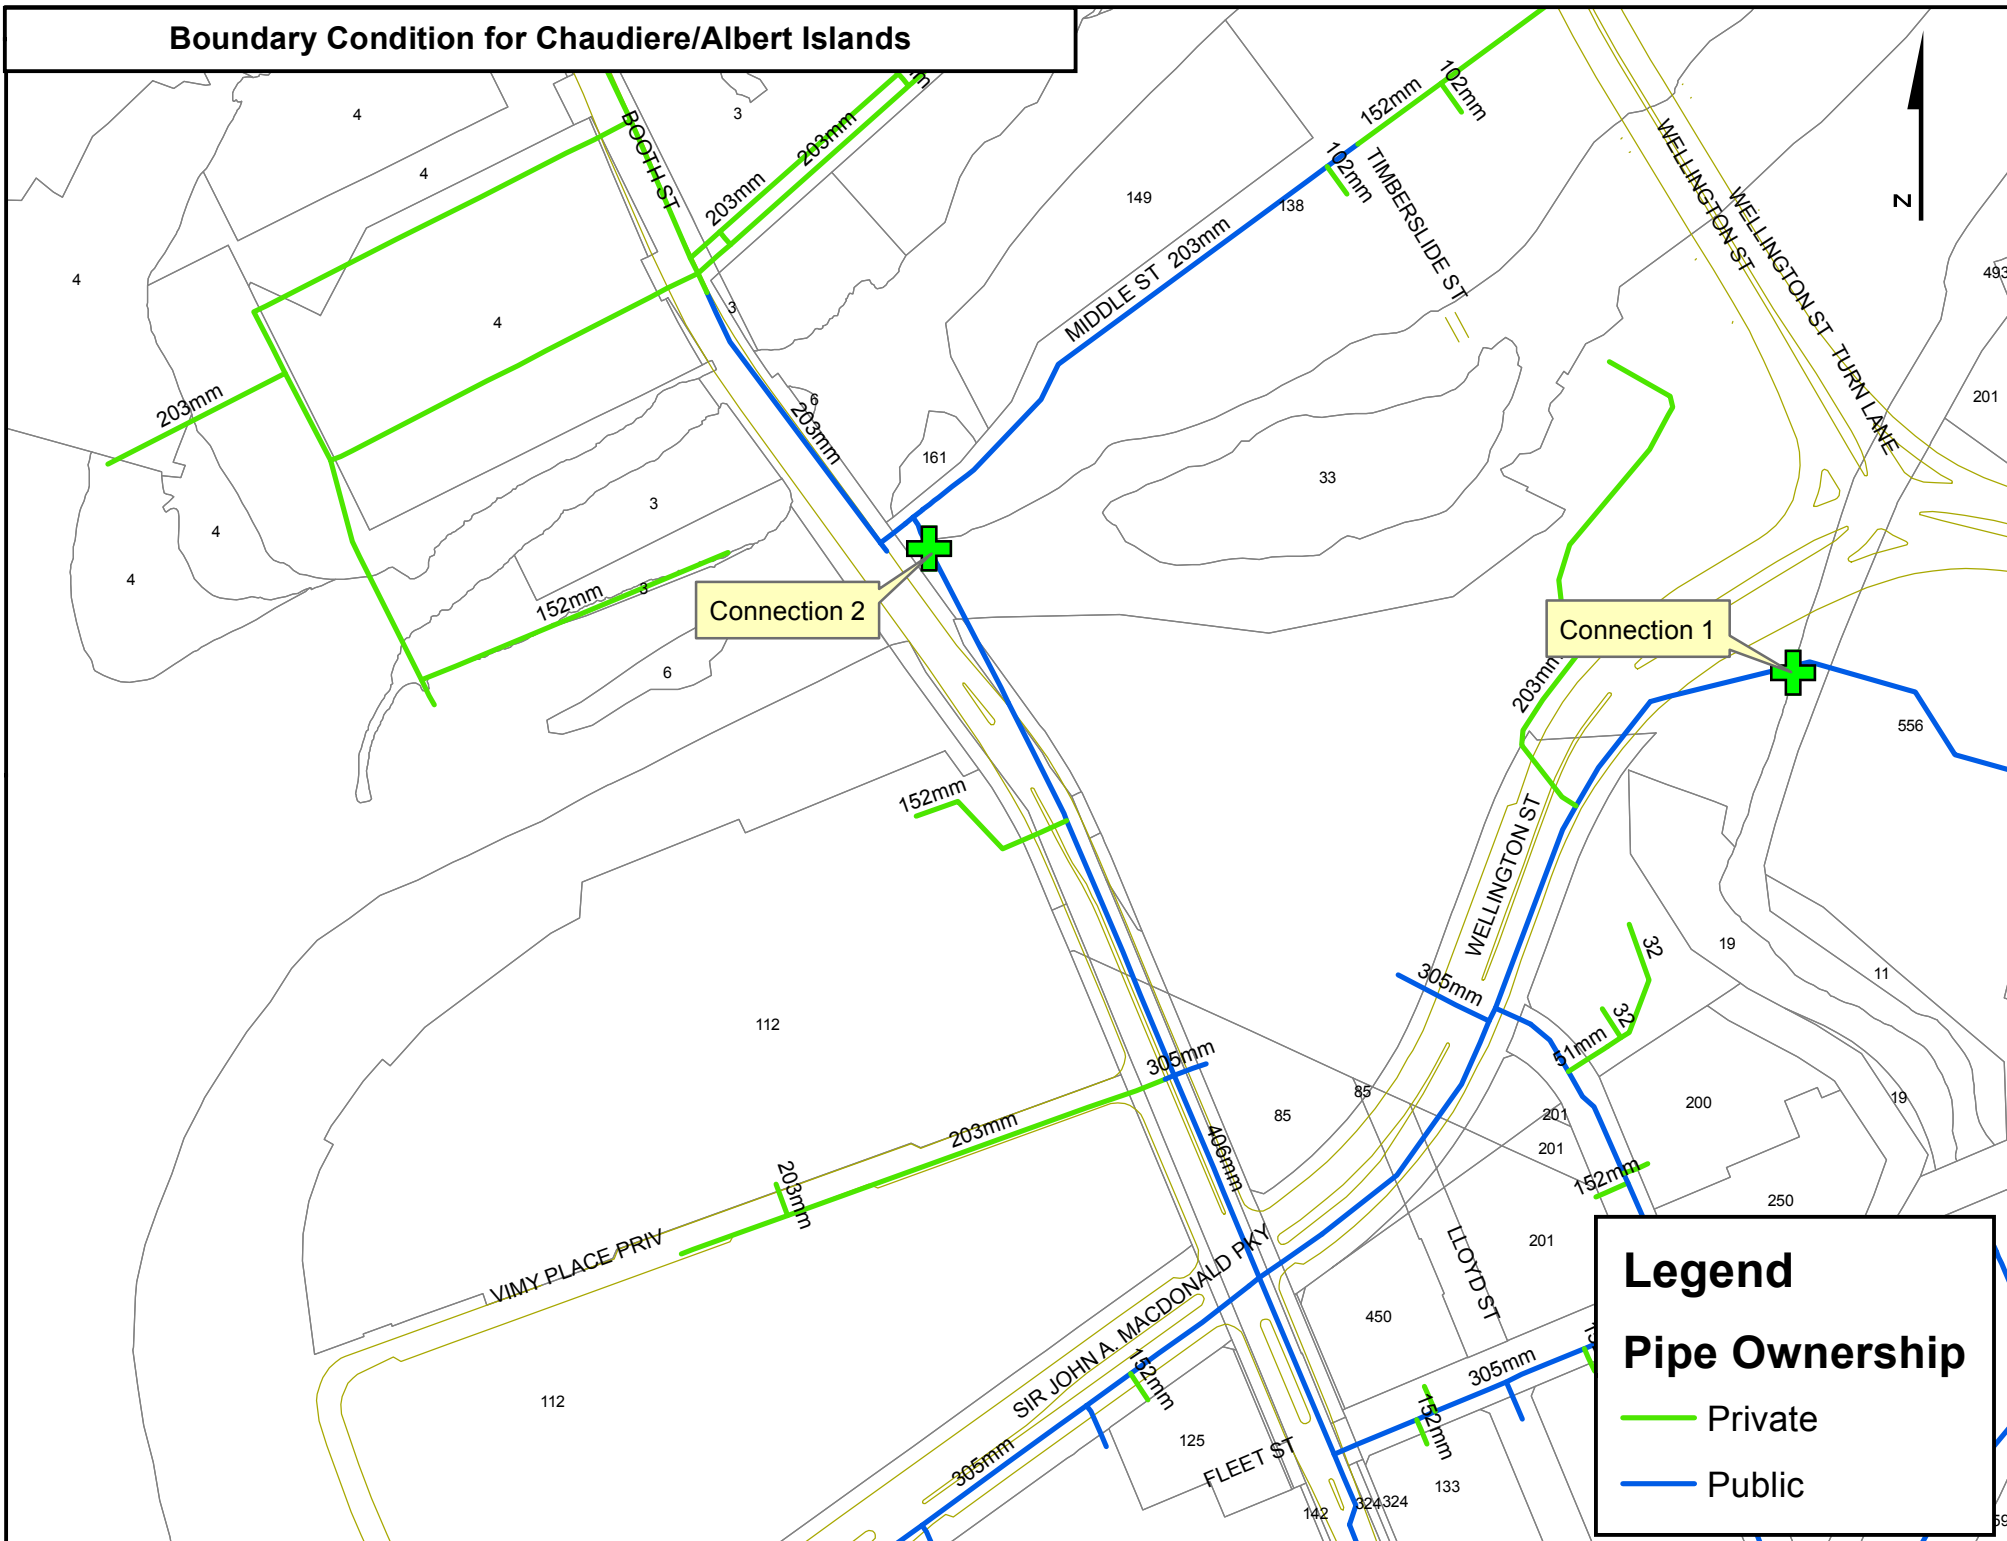 Boundary Condition for Chaudiere/Albert Islands
4
3
BOOTH ST
203mm
203mm
152mm
102mm
102mm
4
149
138
TIMBERSLIDE ST
WELLINGTON ST
WELLINGTON ST TURN LANE
N
493
4
3
4
MIDDLE ST 203mm
203mm
6
203mm
161
33
201
3
4
4
152mm
3
Connection 2
Connection 1
6
203mm
556
152mm
WELLINGTON ST
32
19
11
305mm
32
51mm
112
305mm
85
85
201
201
200
19
203mm
406mm
152mm
203mm
250
VIMY PLACE PRIV
SIR JOHN A. MACDONALD PKY
LLOYD ST
201
450
152mm
305mm
112
152mm
125
FLEET ST
305mm
133
142
324
324
Legend
Pipe Ownership
Private
Public